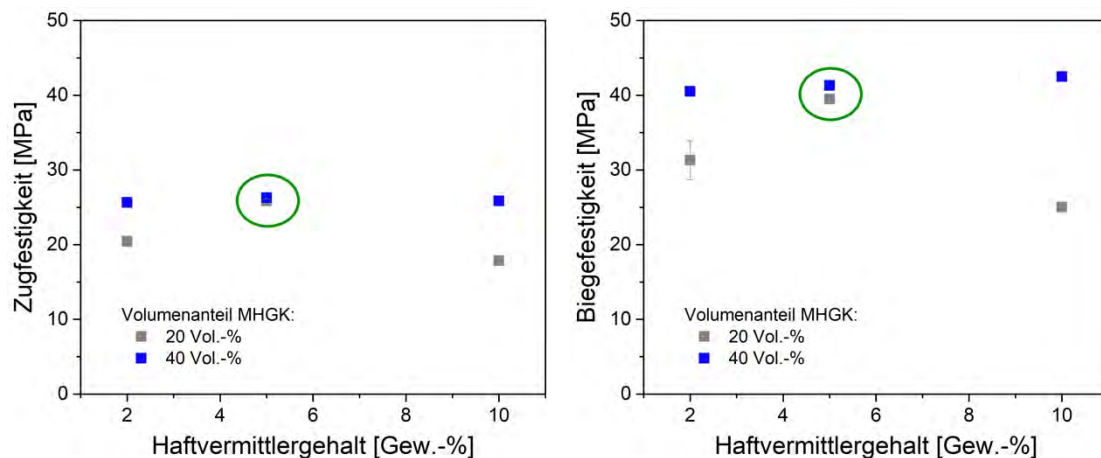 50
40
30
20
10
0
Zugfestigkeit [MPa]
Volumenanteil MHGK:
20 Vol.-%
40 Vol.-%
2 4 6 8 10
Haftvermittlergehalt [Gew.-%]
50
40
30
20
10
0
Biegefestigkeit [MPa]
Volumenanteil MHGK:
20 Vol.-%
40 Vol.-%
2 4 6 8 10
Haftvermittlergehalt [Gew.-%]